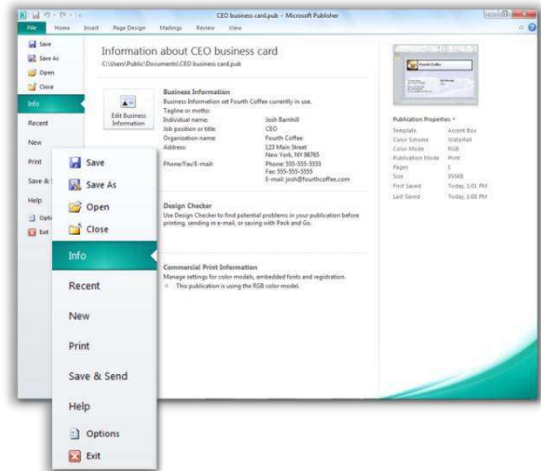 CEO business card.pub - Microsoft Publisher
File Home Insert Page Design Mailings Review View
Save
Save As
Open
Close
Info
Recent
New
Print
Save &
Help
Exit
Information about CEO business card
C:\Users\Public\Documents\CEO business card.pub
Edit Business
Information
Business Information
Business Information set Fourth Coffee currently in use.
Tagline or motto:
Individual name: Josh Barnhill
Job position or title: CEO
Organization name: Fourth Coffee
Address: 123 Main Street
New York, NY 98765
Phone/Fax/E-mail: Phone: 555-555-5555
Fax: 555-555-5555
E-mail: josh@fourthcoffee.com
Design Checker
Use Design Checker to find potential problems in your publication before
printing, sending in e-mail, or saving with Pack and Go.
Commercial Print Information
Manage settings for color models, embedded fonts and registration.
This publication is using the RGB color model.
Fourth Coffee
Publication Properties
Template Accent Box
Color Scheme Waterfall
Color Mode RGB
Publication Mode Print
Pages 1
Size 355KB
First Saved Today, 1:01 PM
Last Saved Today, 1:00 PM
Save
Save As
Open
Close
Info
Recent
New
Print
Save & Send
Help
Options
Exit